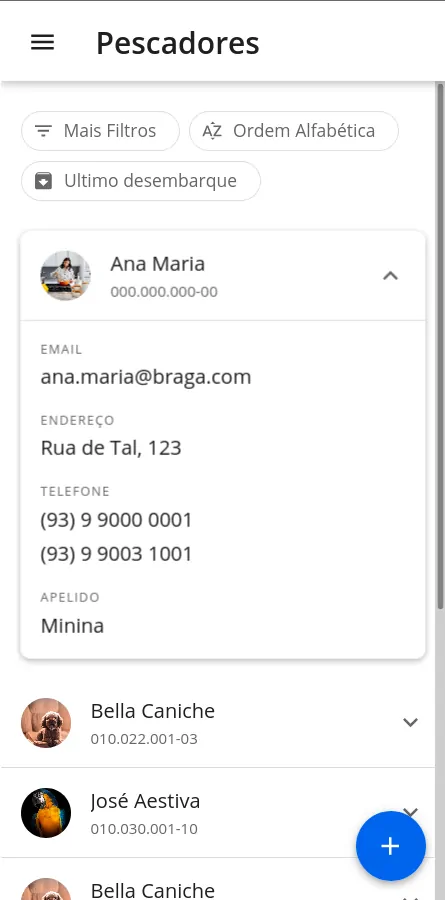 Pescadores
Mais Filtros
Ordem Alfabética
Ultimo desembarque
Ana Maria
000.000.000-00
EMAIL
ana.maria@braga.com
ENDEREÇO
Rua de Tal, 123
TELEFONE
(93) 9 9000 0001
(93) 9 9003 1001
APELIDO
Minina
Bella Caniche
010.022.001-03
José Aestiva
010.030.001-10
Bella Caniche